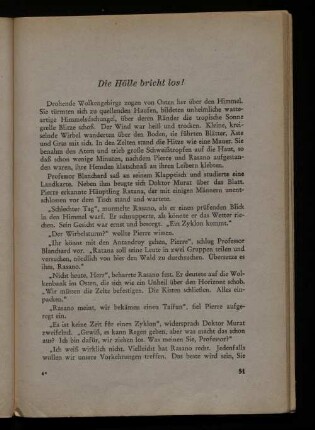 Die Hölle bricht los!
Drohende Wolkengebirge zogen von Osten her über den Himmel.
Sie türmten sich zu quellenden Haufen, bildeten unheimliche watte-
artige Himmelsdschungel, über deren Ränder die tropische Sonne
grelle Blitze schoß. Der Wind war heiß und trocken. Kleine, krei-
selnde Wirbel wanderten über den Boden, sie führten Blätter, Äste
und Gras mit sich. In den Zelten stand die Hitze wie eine Mauer. Sie
benahm den Atem und trieb große Schweißtropfen auf die Haut, so
daß schon wenige Minuten, nachdem Pierre und Rasano aufgestan-
den waren, ihre Hemden klatschnaß an ihren Leibern klebten.
Professor Blanchard saß an seinem Klapptisch und studierte eine
Landkarte. Neben ihm beugte sich Doktor Murat über das Blatt.
Pierre erkannte Häuptling Rasano, der mit einigen Männern unent-
schlossen vor dem Tisch stand und wartete.
„Schlechter Tag", murmelte Rasano, als er einen prüfenden Blick
in den Himmel warf. Er schnupperte, als könnte er das Wetter rie-
chen. Sein Gesicht war ernst und besorgt. „Ein Zyklon kommt."
„Der Wirbelsturm?" wollte Pierre wissen.
„Ihr könnt mit den Antandroy gehen, Pierre", schlug Professor
Blanchard vor. „Rasano soll seine Leute in zwei Gruppen teilen und
versuchen, nördlich von hier den Wald zu durchsuchen. Übersetze es
ihm, Rasano."
„Nicht heute, Herr", beharrte Rasano fest. Er deutete auf die Wol-
kenbank im Osten, die sich wie ein Unheil über den Horizont schob.
„Wir müssen die Zelte befestigen. Die Kisten schließen. Alles ein-
packen."
„Rasano meint, wir bekämen einen Taifun", fiel Pierre aufge-
regt ein.
„Es ist keine Zeit für einen Zyklon", widersprach Doktor Murat
zweifelnd. „Gewiß, es kann Regen geben, aber was macht das schon
aus? Ich bin dafür, wir ziehen los. Was meinen Sie, Professor?"
„Ich weiß wirklich nicht. Vielleicht hat Rasano recht. Jedenfalls
wollen wir unsere Vorkehrungen treffen. Das beste wird sein, Sie
51